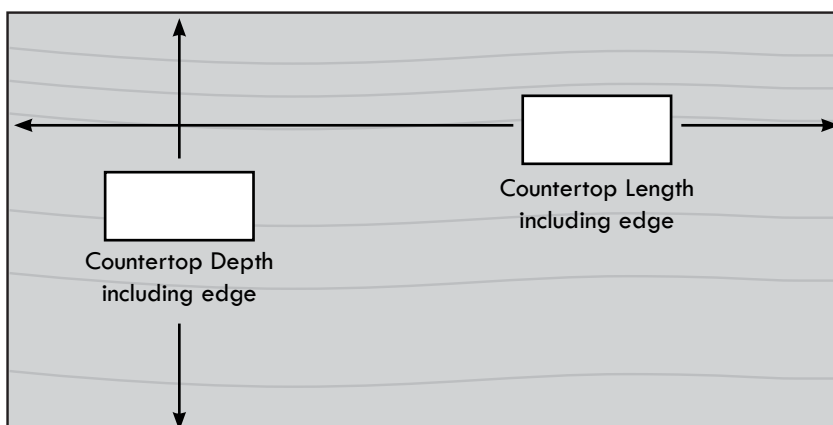 Countertop Length
including edge
Countertop Depth
including edge